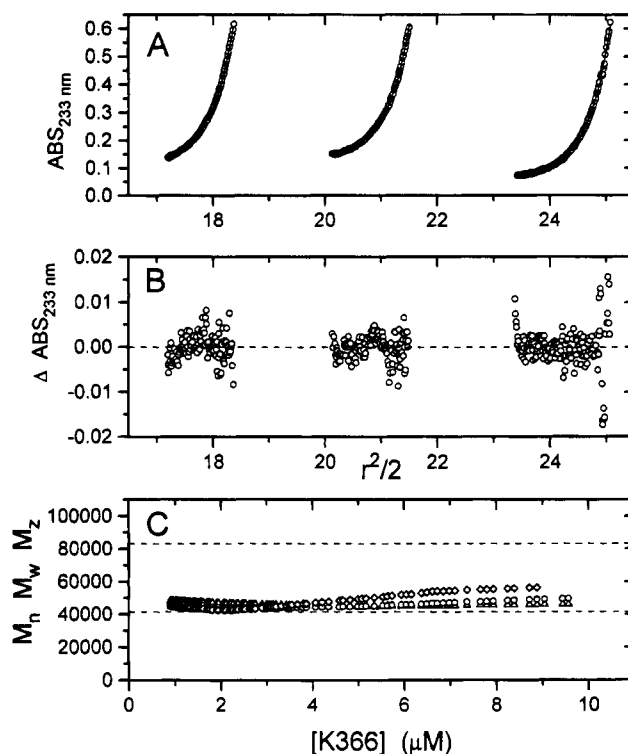 A
ABS233 nm
0.6
0.5
0.4
0.3
0.2
0.1
0.0
18 20 22 24
B
Δ ABS233 nm
0.02
0.01
0.00
-0.01
-0.02
18 20 22 24
r²/2
C
Mn Mw Mz
100000
80000
60000
40000
20000
0
0 2 4 6 8 10
[K366] (μM)